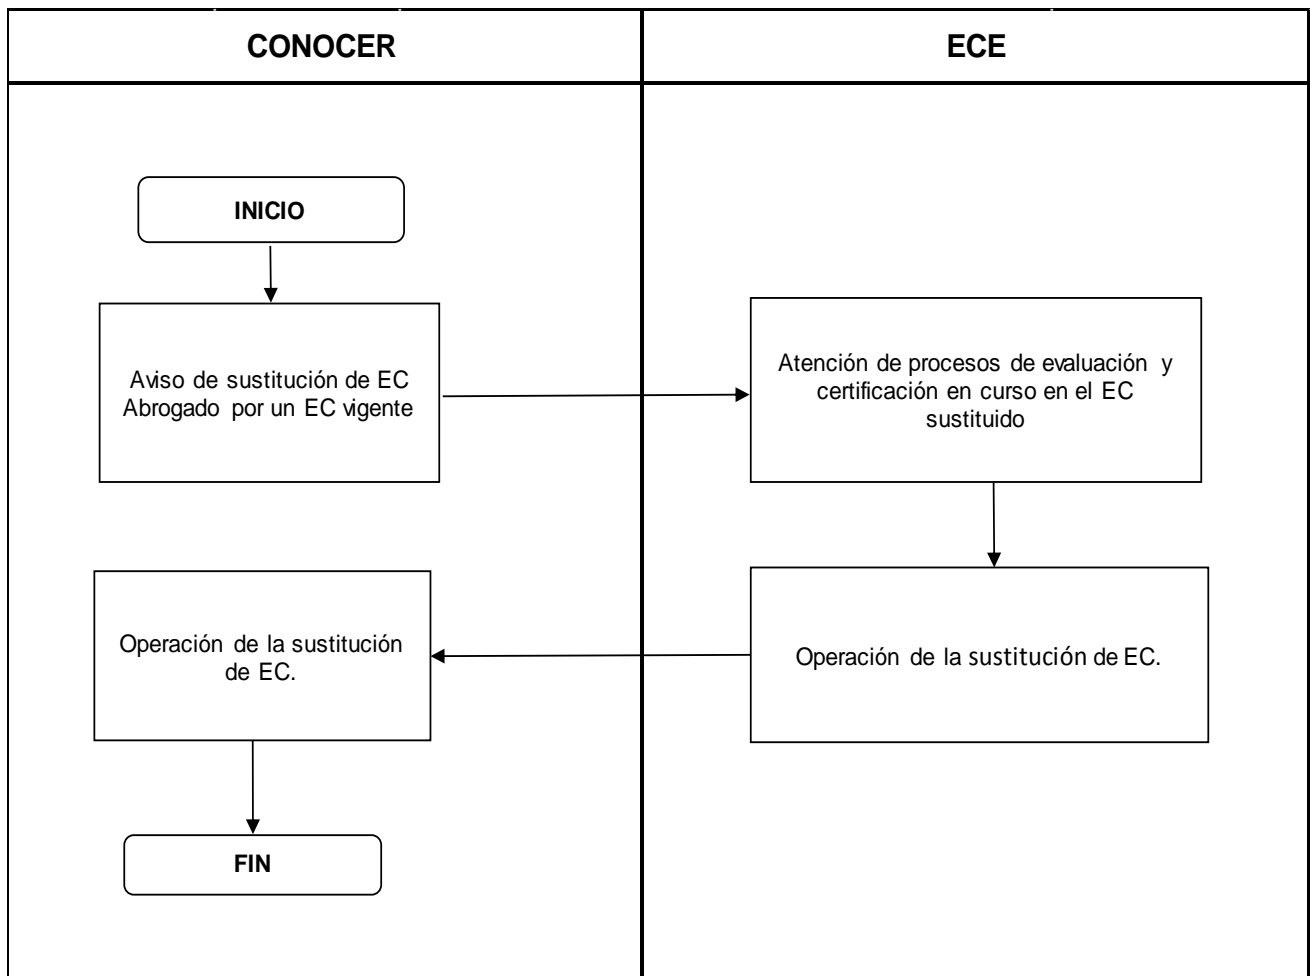 CONOCER
ECE
INICIO
Aviso de sustitución de EC
Abrogado por un EC vigente
Atención de procesos de evaluación y
certificación en curso en el EC
sustituido
Operación de la sustitución de EC.
Operación de la sustitución
de EC.
FIN